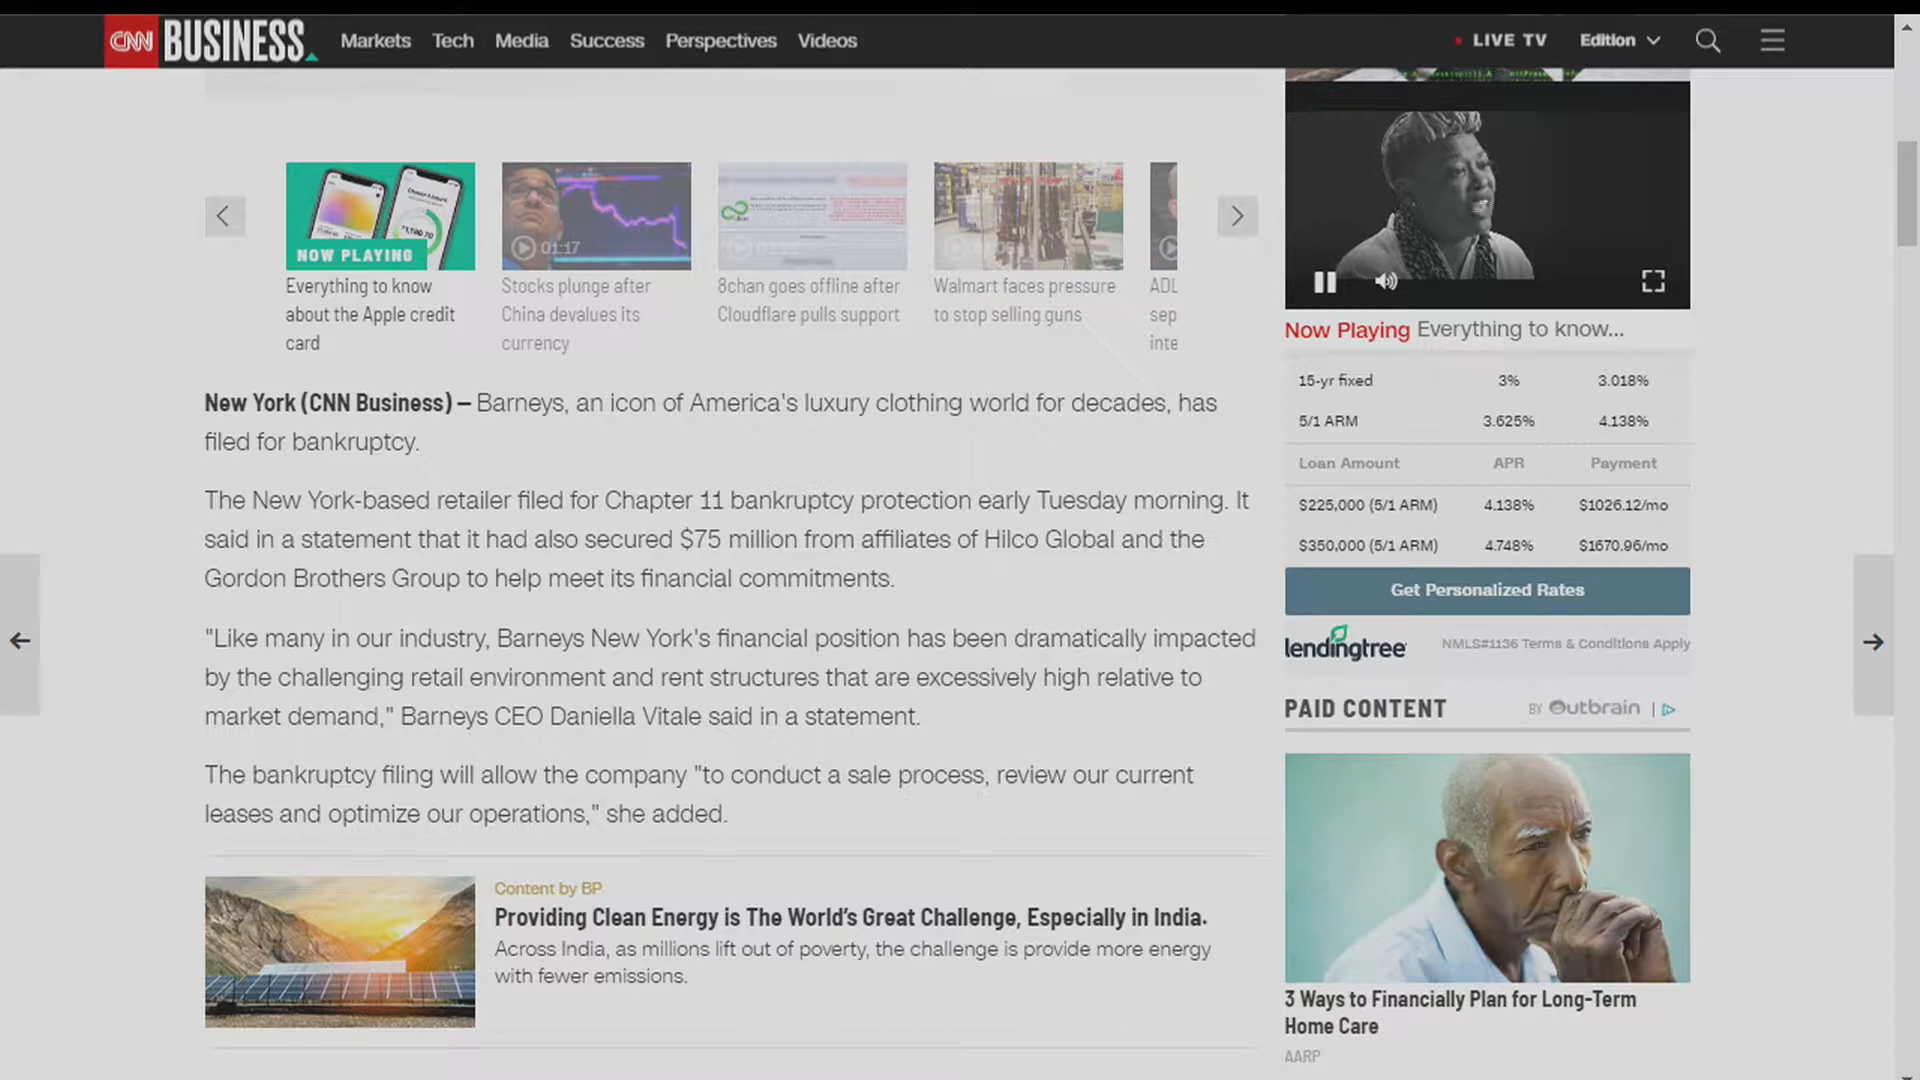 CNN BUSINESS Markets Tech Media Success Perspectives Videos LIVE TV Edition
NOW PLAYING
01:17
Everything to know
about the Apple credit
card
Stocks plunge after
China devalues its
currency
8chan goes offline after
Cloudflare pulls support
Walmart faces pressure
to stop selling guns
ADL
sep
inte
New York (CNN Business) — Barneys, an icon of America's luxury clothing world for decades, has
filed for bankruptcy.
The New York-based retailer filed for Chapter 11 bankruptcy protection early Tuesday morning. It
said in a statement that it had also secured $75 million from affiliates of Hilco Global and the
Gordon Brothers Group to help meet its financial commitments.
"Like many in our industry, Barneys New York's financial position has been dramatically impacted
by the challenging retail environment and rent structures that are excessively high relative to
market demand," Barneys CEO Daniella Vitale said in a statement.
The bankruptcy filing will allow the company "to conduct a sale process, review our current
leases and optimize our operations," she added.
Content by BP
Providing Clean Energy is The World's Great Challenge, Especially in India.
Across India, as millions lift out of poverty, the challenge is provide more energy
with fewer emissions.
Now Playing Everything to know...
15-yr fixed 3% 3.018%
5/1 ARM 3.625% 4.138%
Loan Amount APR Payment
$225,000 (5/1 ARM) 4.138% $1026.12/mo
$350,000 (5/1 ARM) 4.748% $1670.96/mo
Get Personalized Rates
lendingtree NMLS#1136 Terms & Conditions Apply
PAID CONTENT BY Outbrain
3 Ways to Financially Plan for Long-Term
Home Care
AARP